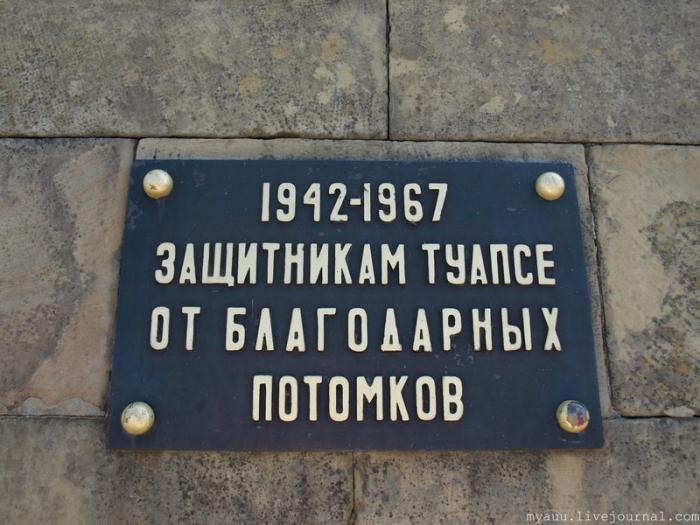 1942-1967
ЗАЩИТНИКАМ ТУАПСЕ
ОТ БЛАГОДАРНЫХ
ПОТОМКОВ
myauu.livejournal.com